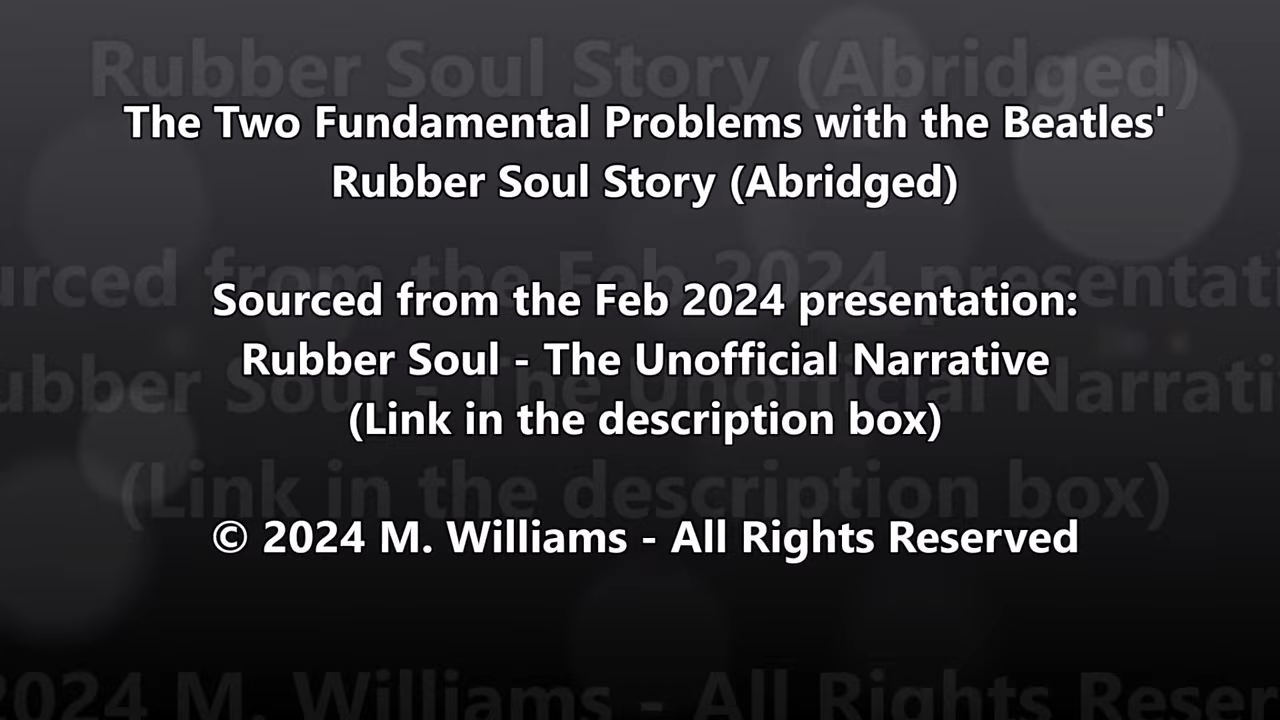 The Two Fundamental Problems with the Beatles'
Rubber Soul Story (Abridged)
Sourced from the Feb 2024 presentation:
Rubber Soul - The Unofficial Narrative
(Link in the description box)
© 2024 M. Williams - All Rights Reserved